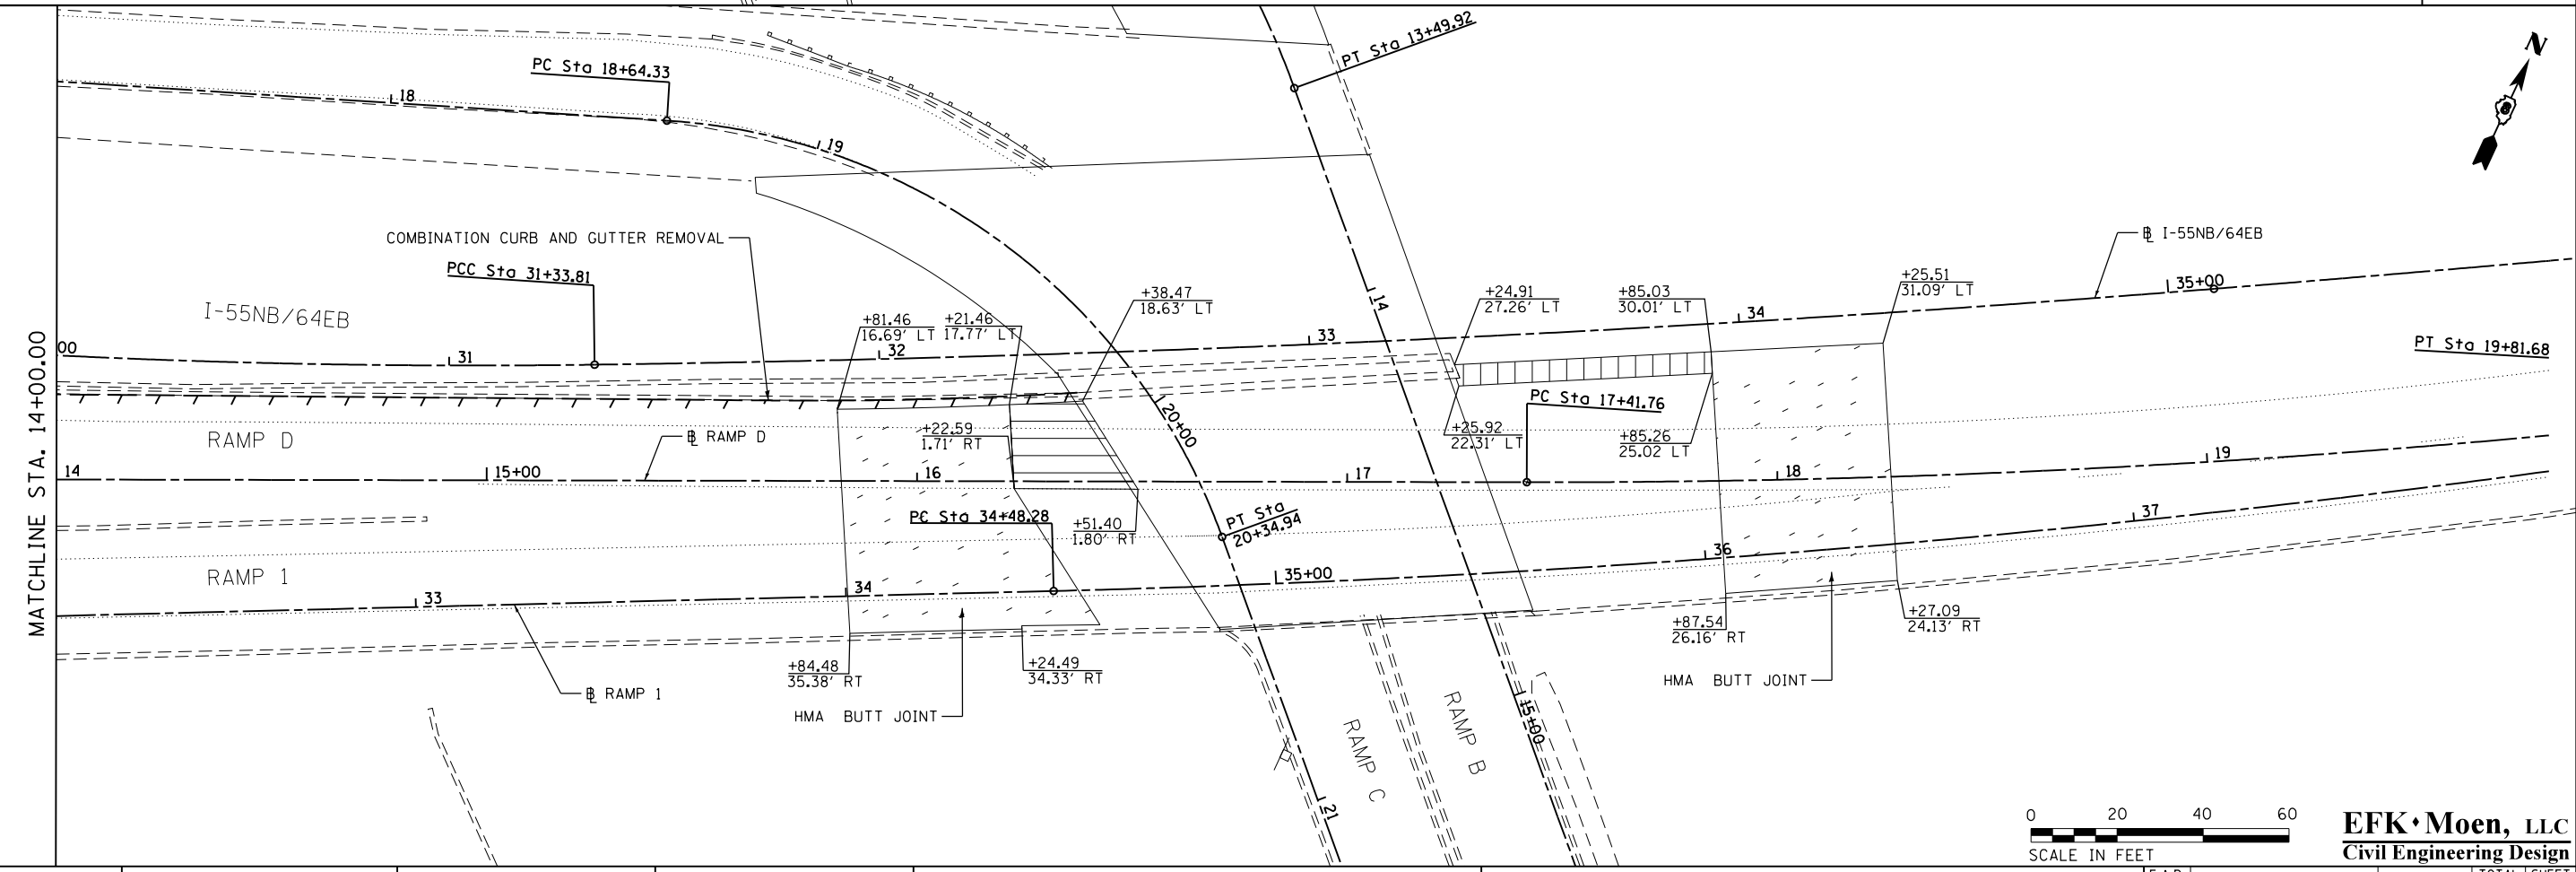 PT Sta 13+49.92
N
PC Sta 18+64.33
18
19
COMBINATION CURB AND GUTTER REMOVAL
PCC Sta 31+33.81
I-55NB/64EB
MATCHLINE STA. 14+00.00
00
31
32
33
34
35+00
℄ I-55NB/64EB
+81.46
16.69' LT
+21.46
17.77' LT
+38.47
18.63' LT
14
+24.91
27.26' LT
+85.03
30.01' LT
+25.51
31.09' LT
PT Sta 19+81.68
RAMP D
℄ RAMP D
+22.59
1.71' RT
20+00
+25.92
22.31' LT
PC Sta 17+41.76
+85.26
25.02 LT
14
15+00
16
17
18
19
PC Sta 34+48.28
+51.40
1.80' RT
PT Sta
20+34.94
RAMP 1
33
34
35+00
36
37
+84.48
35.38' RT
+24.49
34.33' RT
+87.54
26.16' RT
+27.09
24.13' RT
℄ RAMP 1
HMA BUTT JOINT
HMA BUTT JOINT
RAMP C
RAMP B
15+00
21
0 20 40 60
SCALE IN FEET
EFK•Moen, LLC
Civil Engineering Design